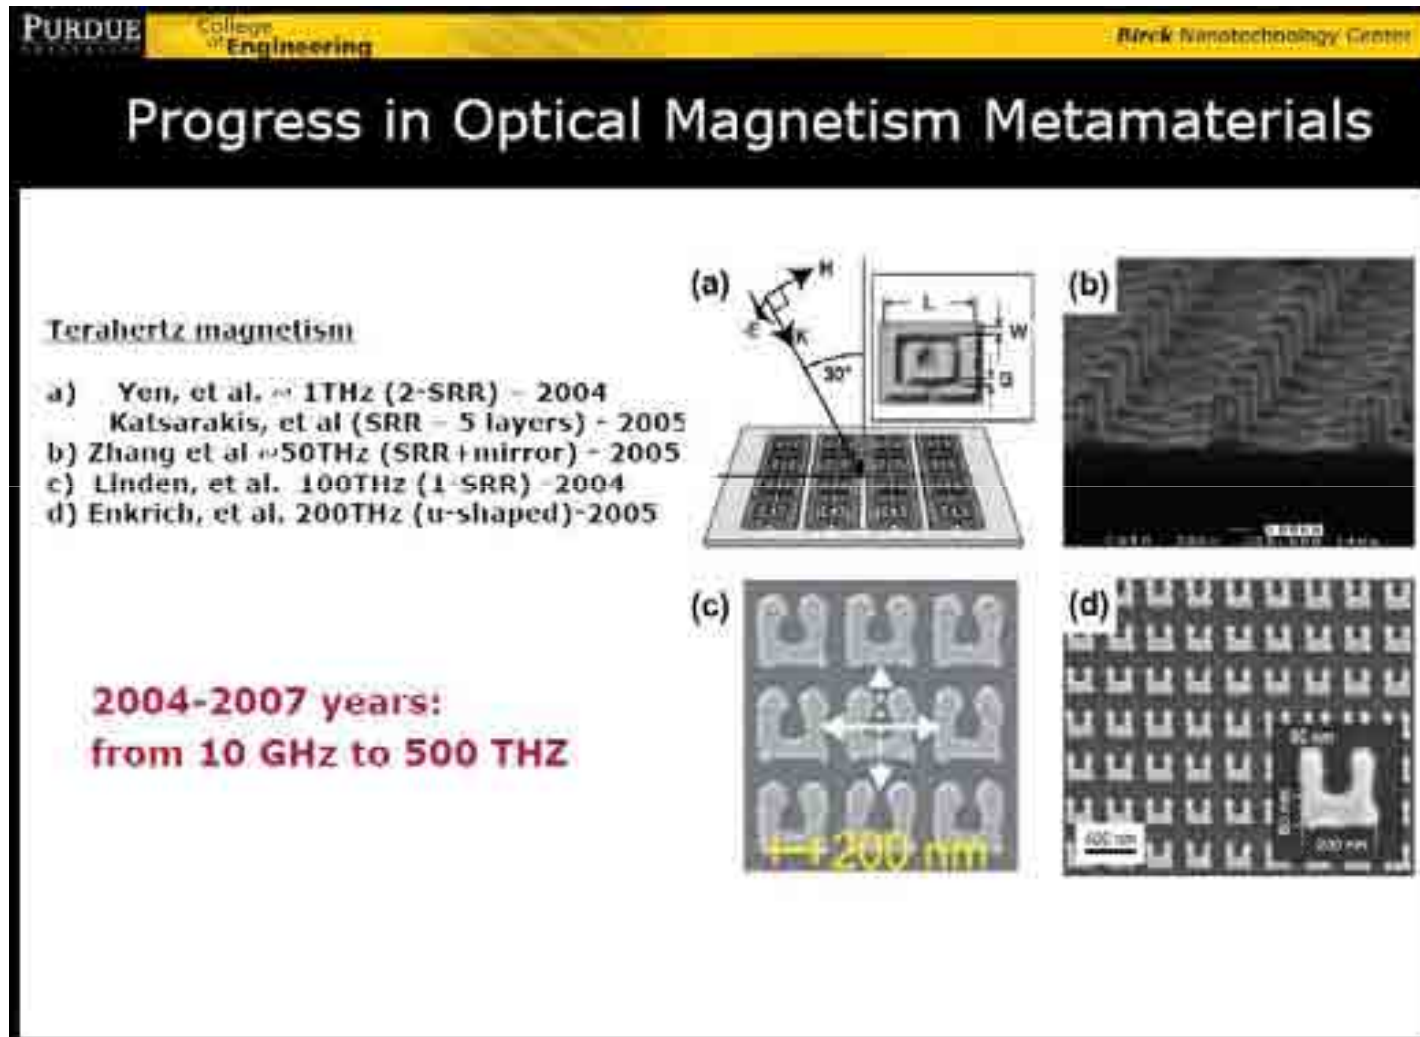 PURDUE
College
of Engineering
Birck Nanotechnology Center
Progress in Optical Magnetism Metamaterials
Terahertz magnetism
a) Yen, et al. ~ 1THz (2-SRR) – 2004
Katsarakis, et al (SRR – 5 layers) - 2005
b) Zhang et al ~50THz (SRR+mirror) - 2005
c) Linden, et al. 100THz (1-SRR) -2004
d) Enkrich, et al. 200THz (u-shaped)-2005
2004-2007 years:
from 10 GHz to 500 THZ
(a)
H
E
K
30°
L
W
G
(b)
(c)
200 nm
(d)
200 nm